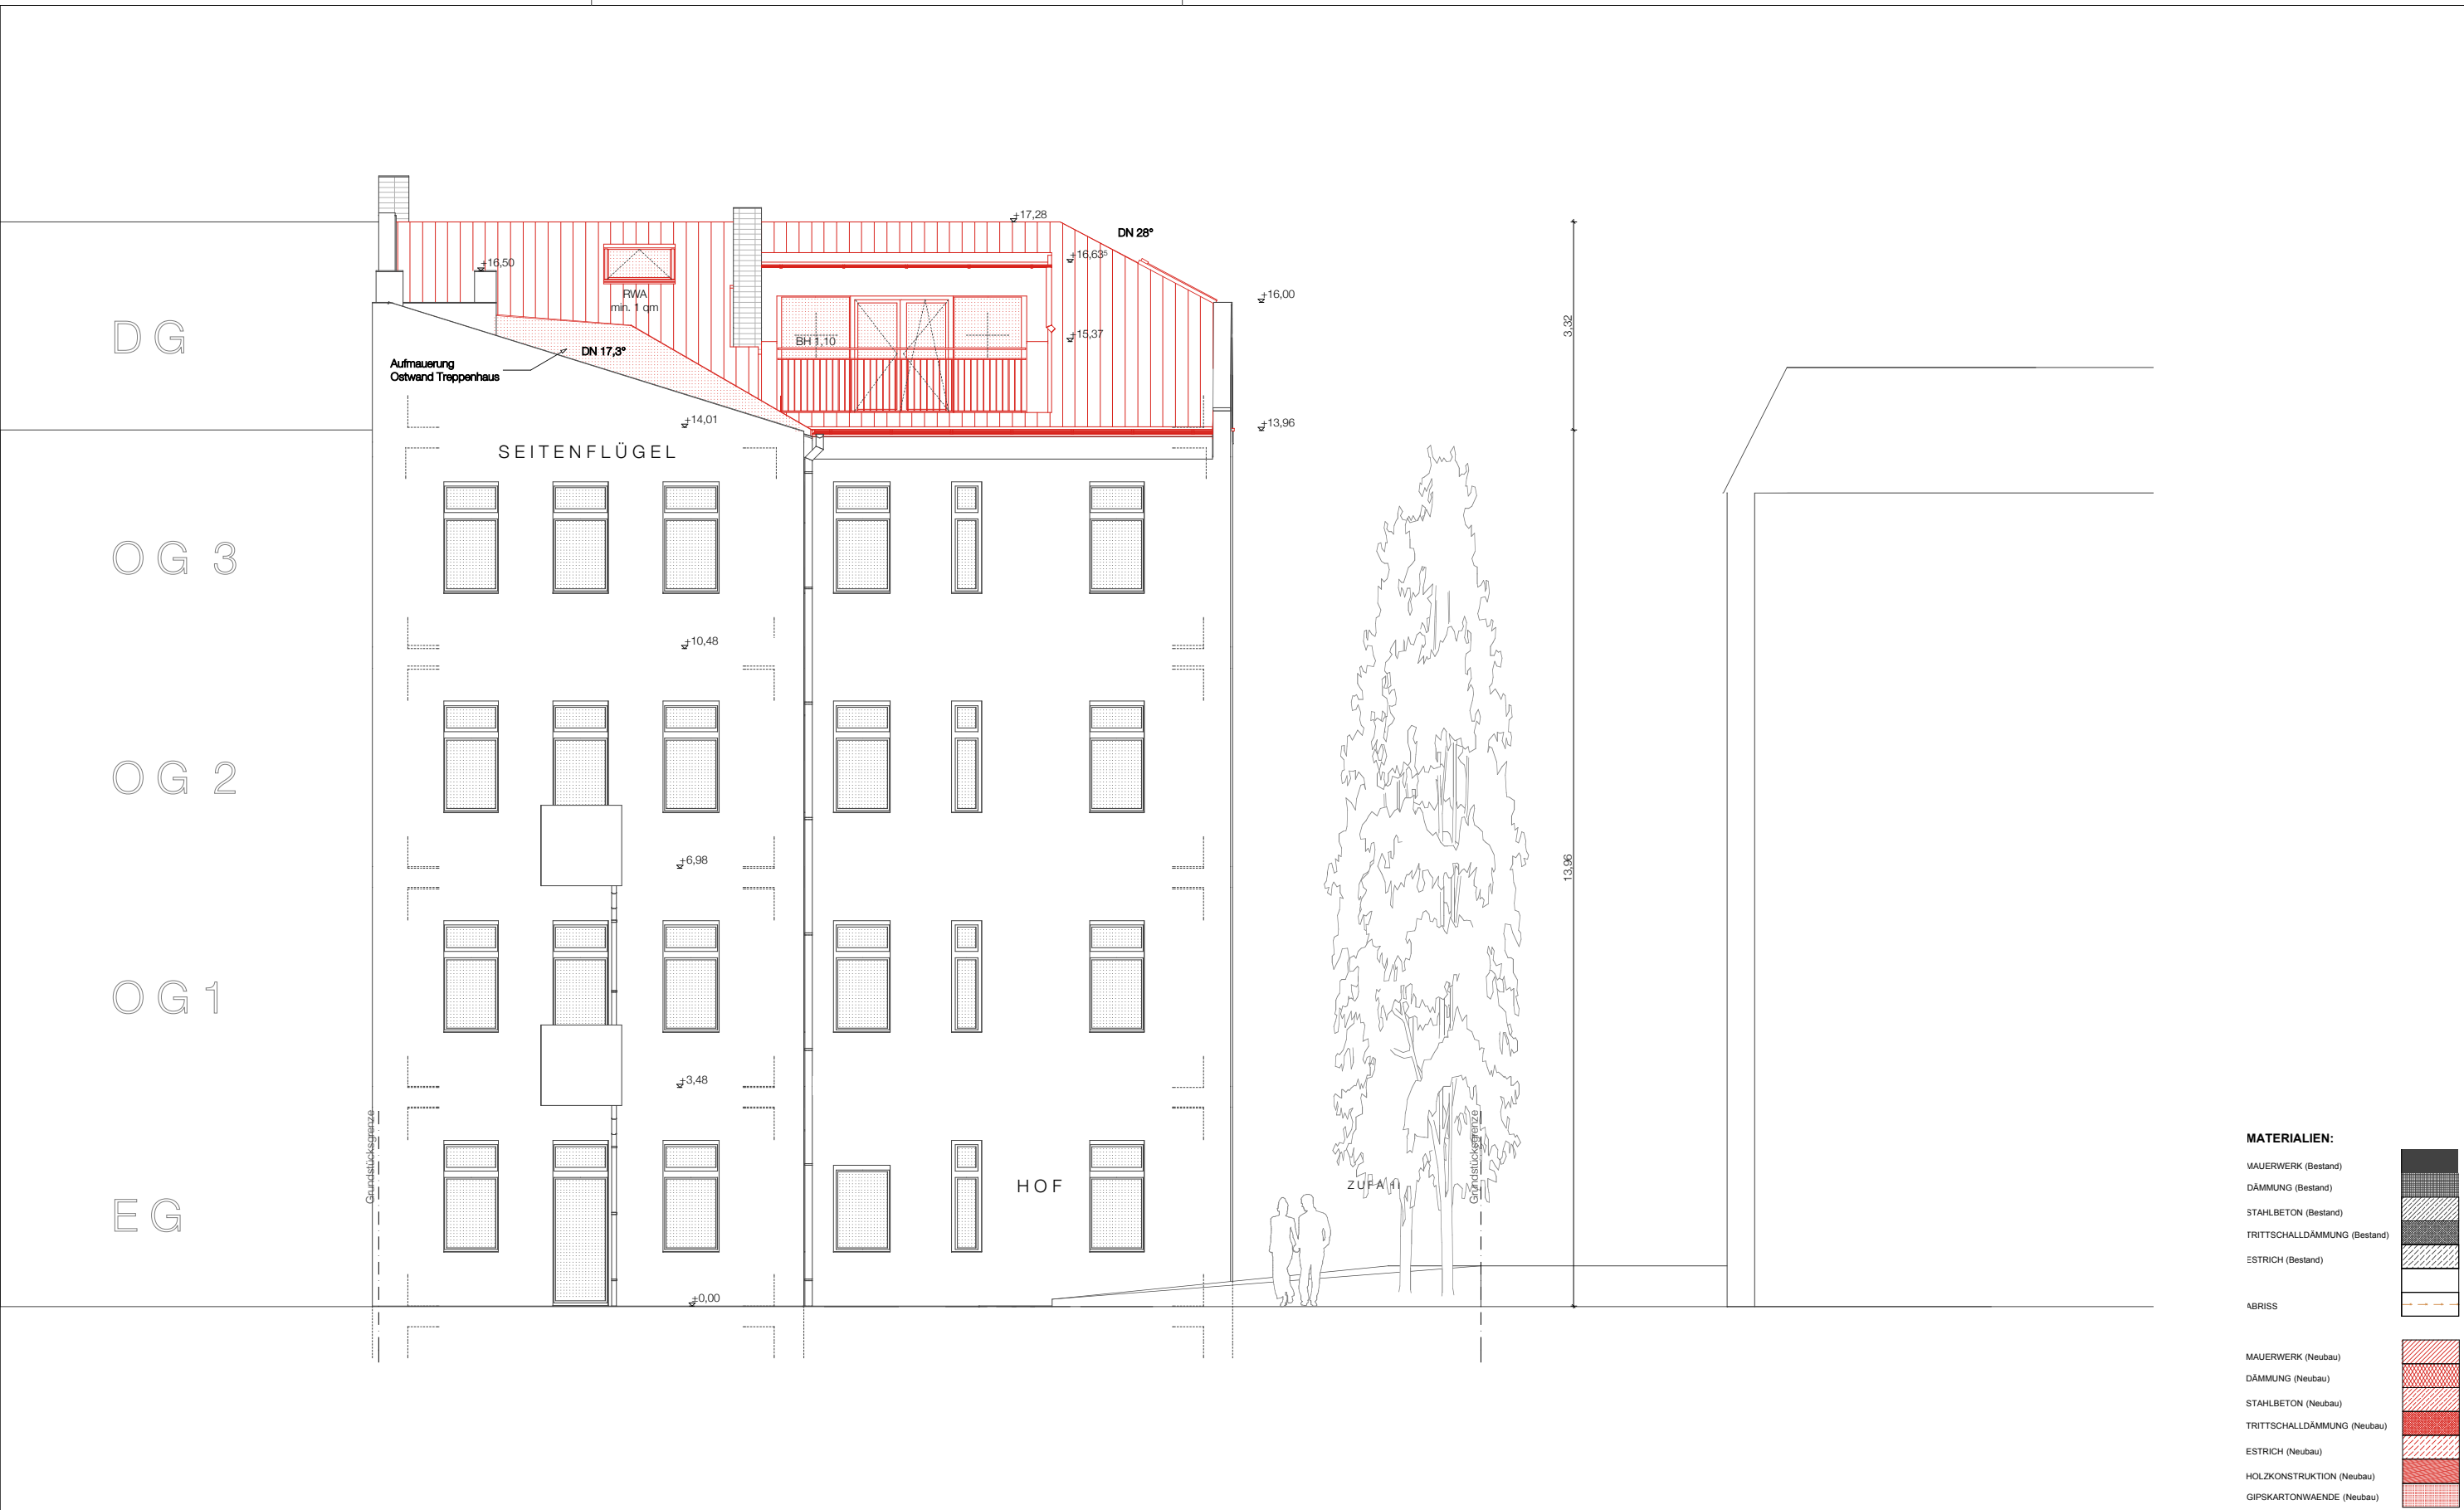 +17,28
DN 28°
+16,50
+16,63⁵
RWA
min. 1 qm
+16,00
DG
BH 1,10
+15,37
3,32
DN 17,3°
Aufmauerung
Ostwand Treppenhaus
+14,01
+13,96
SEITENFLÜGEL
OG 3
+10,48
OG 2
+6,98
13,96
OG 1
+3,48
Grundstücksgrenze
Grundstücksgrenze
EG
HOF
ZUFA
+0,00
MATERIALIEN:
MAUERWERK (Bestand)
DÄMMUNG (Bestand)
STAHLBETON (Bestand)
TRITTSCHALLDÄMMUNG (Bestand)
ESTRICH (Bestand)
ABRISS
MAUERWERK (Neubau)
DÄMMUNG (Neubau)
STAHLBETON (Neubau)
TRITTSCHALLDÄMMUNG (Neubau)
ESTRICH (Neubau)
HOLZKONSTRUKTION (Neubau)
GIPSKARTONWAENDE (Neubau)